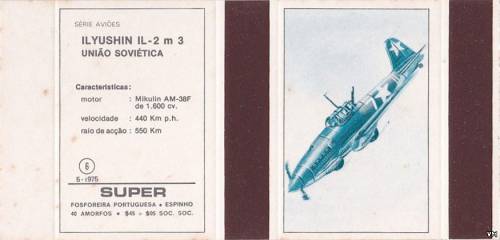 SÉRIE AVIÕES
ILYUSHIN IL-2 m 3
UNIÃO SOVIÉTICA
Características:
motor : Mikulin AM-38F
de 1.600 cv.
velocidade : 440 Km p.h.
raio de acção : 550 Km
6
5-1975
SUPER
FOSFOREIRA PORTUGUESA • ESPINHO
40 AMORFOS • $45 + $05 SOC. SOC.